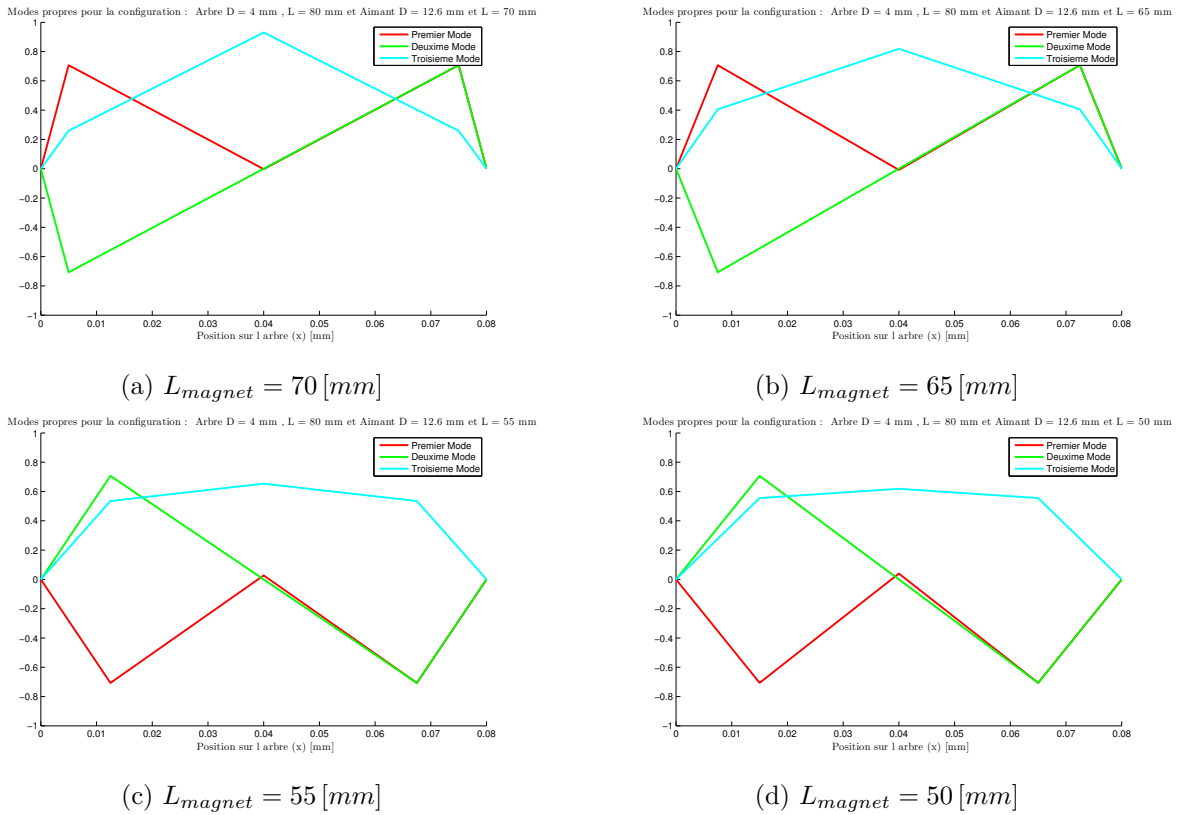 Modes propres pour la configuration : Arbre D = 4 mm , L = 80 mm et Aimant D = 12.6 mm et L = 70 mm
1
0.8
0.6
0.4
0.2
0
−0.2
−0.4
−0.6
−0.8
−1
Premier Mode
Deuxime Mode
Troisieme Mode
0 0.01 0.02 0.03 0.04 0.05 0.06 0.07 0.08
Position sur l arbre (x) [mm]
(a) L_magnet = 70 [mm]
Modes propres pour la configuration : Arbre D = 4 mm , L = 80 mm et Aimant D = 12.6 mm et L = 65 mm
1
0.8
0.6
0.4
0.2
0
−0.2
−0.4
−0.6
−0.8
−1
Premier Mode
Deuxime Mode
Troisieme Mode
0 0.01 0.02 0.03 0.04 0.05 0.06 0.07 0.08
Position sur l arbre (x) [mm]
(b) L_magnet = 65 [mm]
Modes propres pour la configuration : Arbre D = 4 mm , L = 80 mm et Aimant D = 12.6 mm et L = 55 mm
1
0.8
0.6
0.4
0.2
0
−0.2
−0.4
−0.6
−0.8
−1
Premier Mode
Deuxime Mode
Troisieme Mode
0 0.01 0.02 0.03 0.04 0.05 0.06 0.07 0.08
Position sur l arbre (x) [mm]
(c) L_magnet = 55 [mm]
Modes propres pour la configuration : Arbre D = 4 mm , L = 80 mm et Aimant D = 12.6 mm et L = 50 mm
1
0.8
0.6
0.4
0.2
0
−0.2
−0.4
−0.6
−0.8
−1
Premier Mode
Deuxime Mode
Troisieme Mode
0 0.01 0.02 0.03 0.04 0.05 0.06 0.07 0.08
Position sur l arbre (x) [mm]
(d) L_magnet = 50 [mm]